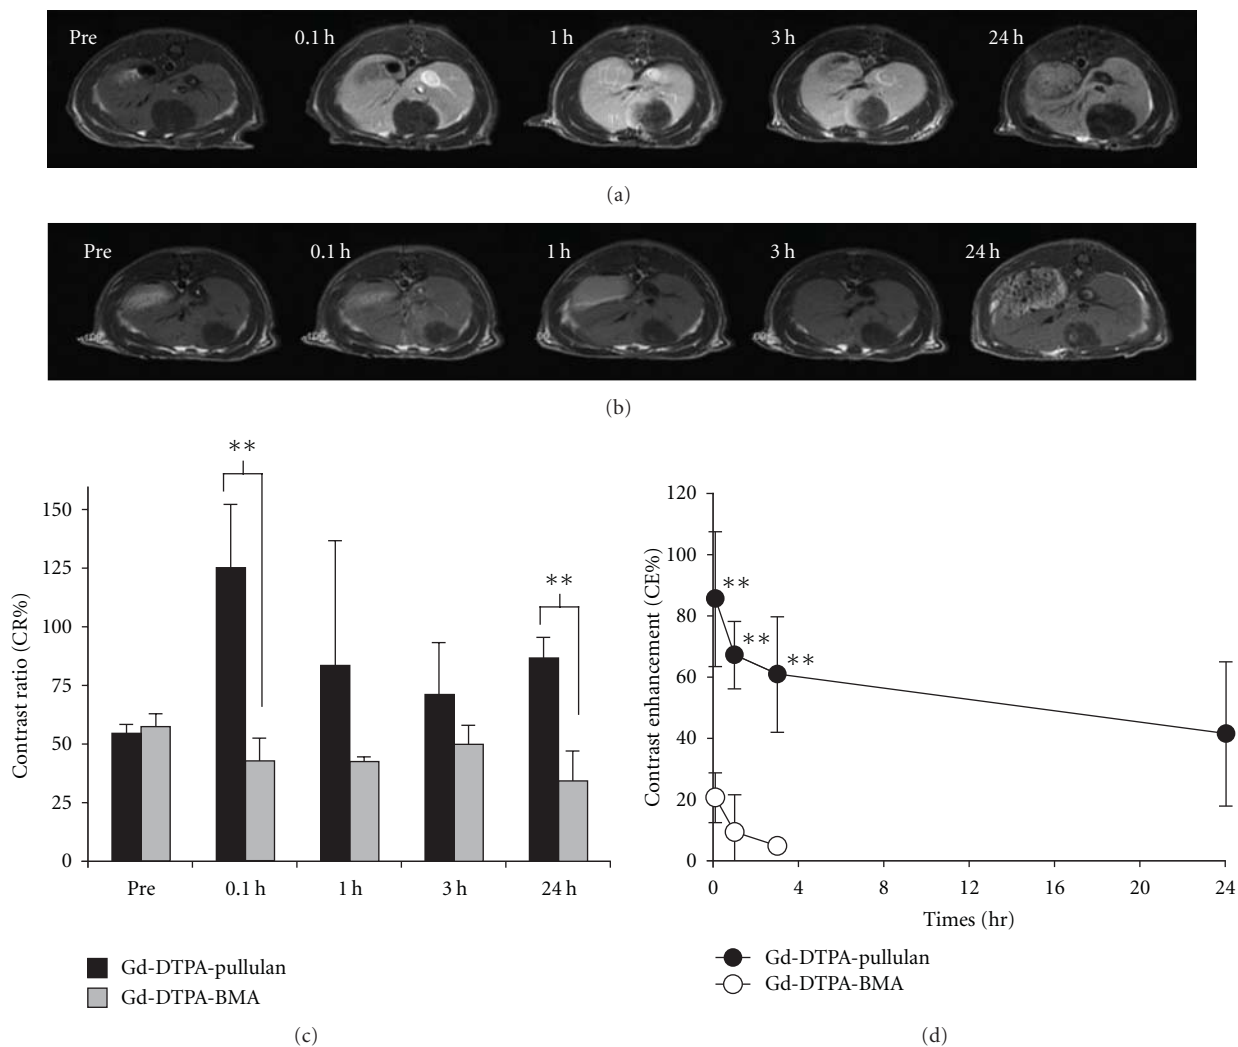 Pre 0.1 h 1 h 3 h 24 h
(a)
Pre 0.1 h 1 h 3 h 24 h
(b)
Contrast ratio (CR%)
150
125
100
75
50
25
0
** **
Pre 0.1 h 1 h 3 h 24 h
Gd-DTPA-pullulan
Gd-DTPA-BMA
(c)
Contrast enhancement (CE%)
120
100
80
60
40
20
0
** ** **
0 4 8 12 16 20 24
Times (hr)
Gd-DTPA-pullulan
Gd-DTPA-BMA
(d)